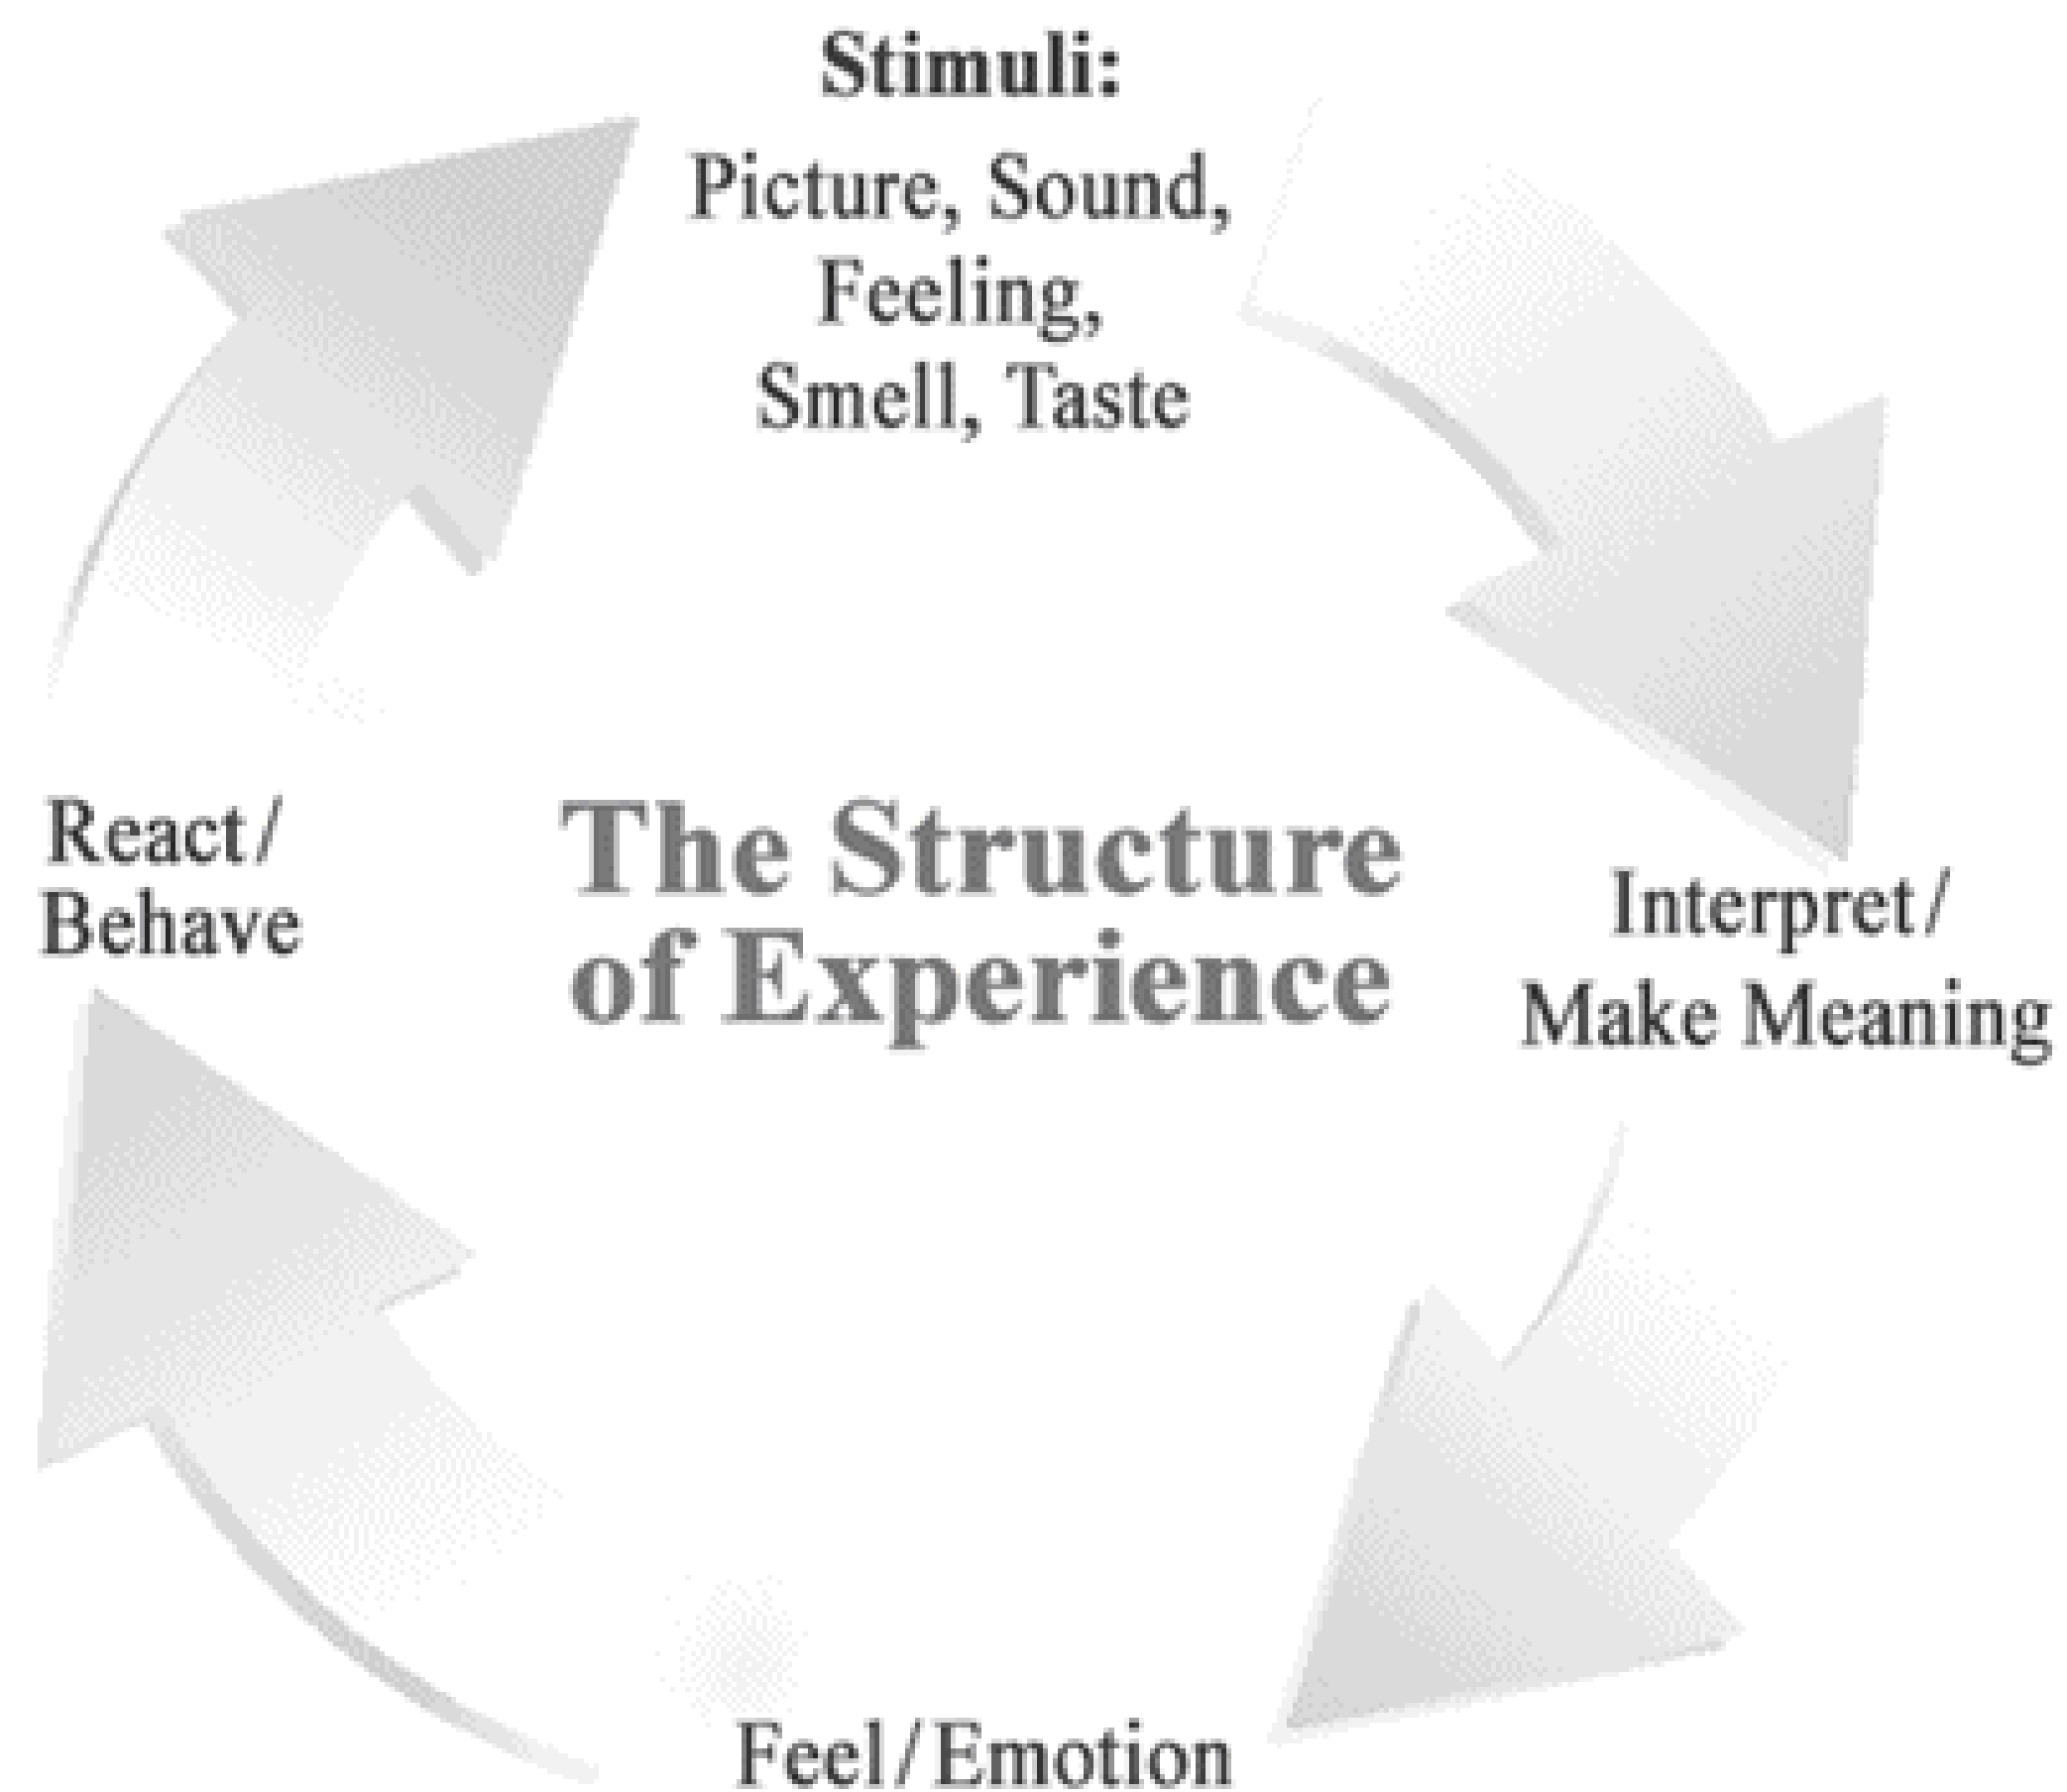 Stimuli:
Picture, Sound,
Feeling,
Smell, Taste
React/
Behave
The Structure
of Experience
Interpret/
Make Meaning
Feel/Emotion